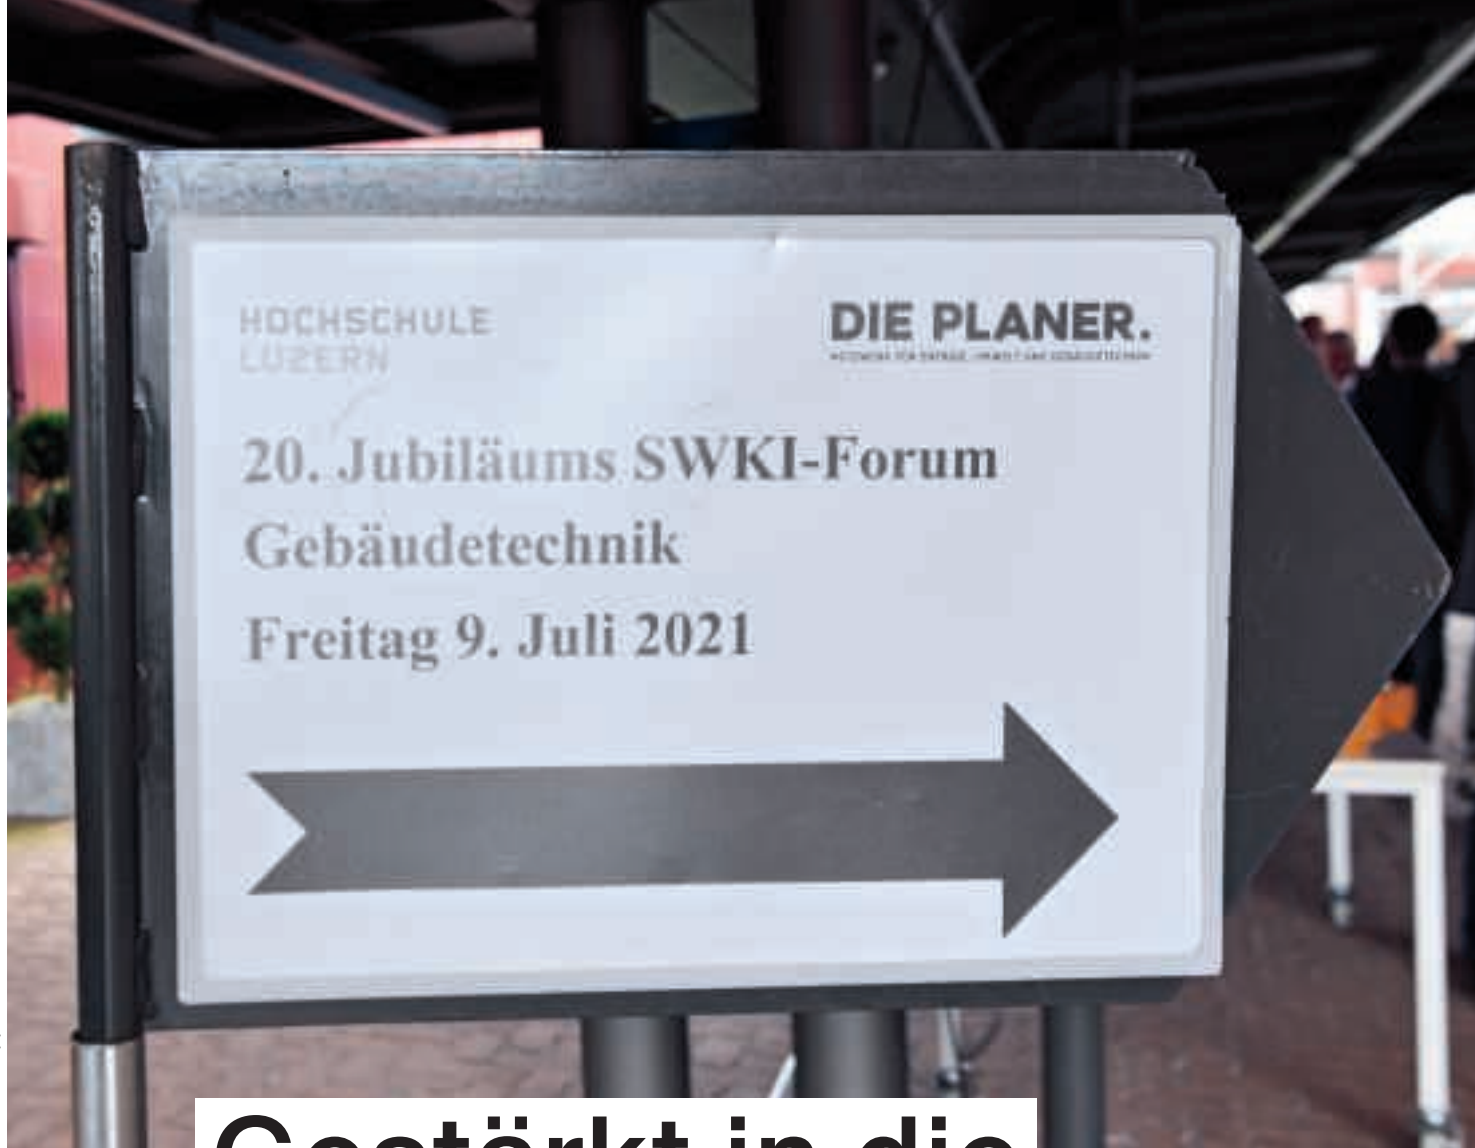 HOCHSCHULE
LUZERN
DIE PLANER.
20. Jubiläums SWKI-Forum
Gebäudetechnik
Freitag 9. Juli 2021
Gestärkt in die